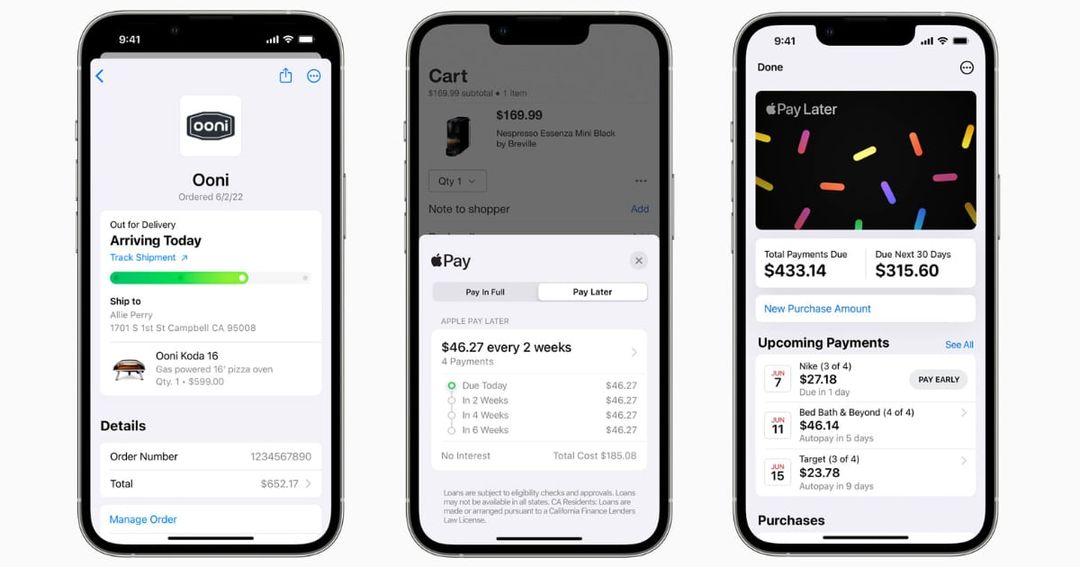 9:41
ooni
Ooni
Ordered 6/2/22
Out for Delivery
Arriving Today
Track Shipment ↗
Ship to
Allie Perry
1701 S 1st St Campbell CA 95008
Ooni Koda 16
Gas powered 16' pizza oven
Qty. 1 • $599.00
Details
Order Number 1234567890
Total $652.17
Manage Order
Cart
$169.99 subtotal • 1 item
$169.99
Nespresso Essenza Mini Black
by Breville
Qty 1
Note to shopper Add
Pay
Pay In Full Pay Later
APPLE PAY LATER
$46.27 every 2 weeks
4 Payments
Due Today $46.27
In 2 Weeks $46.27
In 4 Weeks $46.27
In 6 Weeks $46.27
No Interest Total Cost $185.08
Loans are subject to eligibility checks and approvals. Loans
may not be available in all states. CA Residents: Loans are
made or arranged pursuant to a California Finance Lenders
Law License.
9:41
Done
Pay Later
Total Payments Due Due Next 30 Days
$433.14 $315.60
New Purchase Amount
Upcoming Payments See All
JUN 7
Nike (3 of 4)
$27.18
Due in 1 day
PAY EARLY
JUN 11
Bed Bath & Beyond (4 of 4)
$46.14
Autopay in 5 days
JUN 15
Target (3 of 4)
$23.78
Autopay in 9 days
Purchases